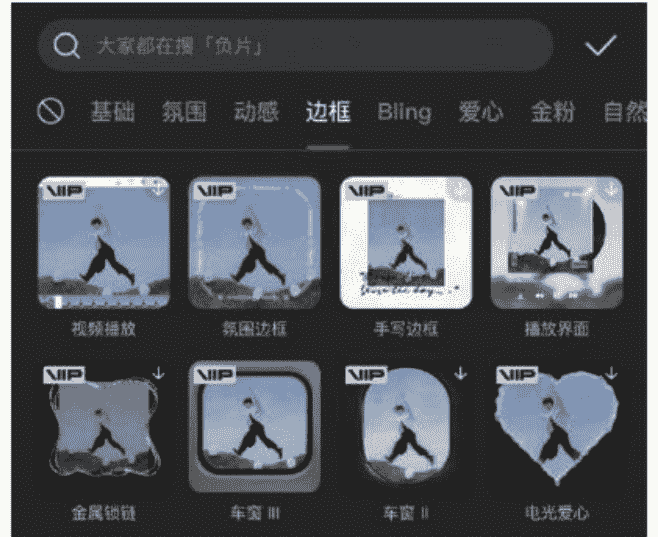 大家都在搜「负片」
基础 氛围 动感 边框 Bling 爱心 金粉 自然
VIP VIP VIP VIP
视频播放 氛围边框 手写边框 播放界面
VIP VIP VIP VIP
金属锁链 车窗 III 车窗 II 电光爱心